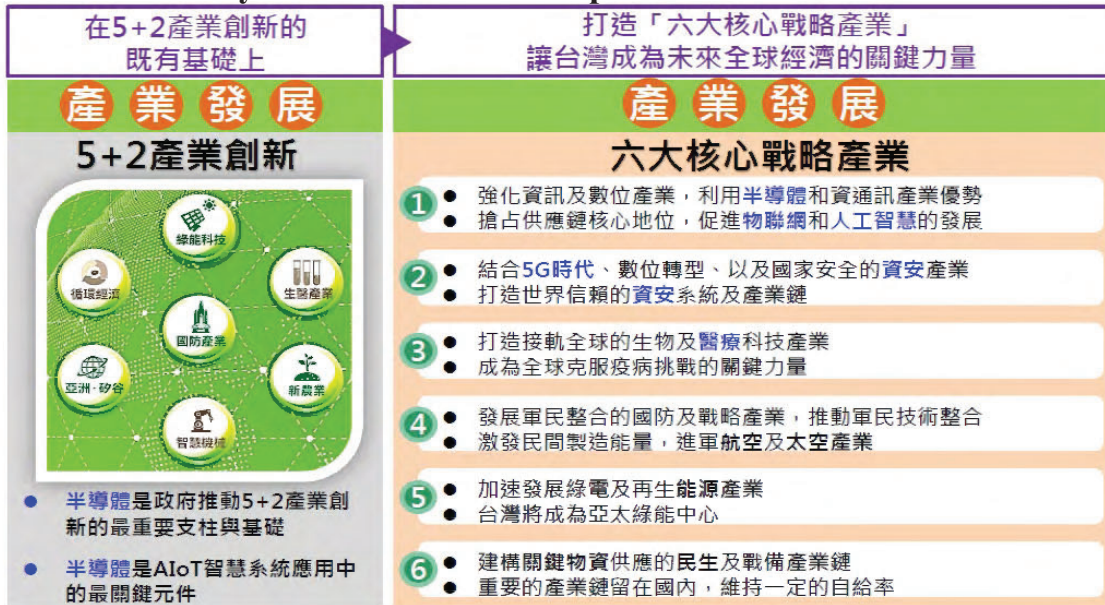 在5+2產業創新的
既有基礎上
打造「六大核心戰略產業」
讓台灣成為未來全球經濟的關鍵力量
產業發展
5+2產業創新
綠能科技
循環經濟
生醫產業
國防產業
亞洲·矽谷
新農業
智慧機械
● 半導體是政府推動5+2產業創
新的最重要支柱與基礎
● 半導體是AIoT智慧系統應用中
的最關鍵元件
產業發展
六大核心戰略產業
1 ● 強化資訊及數位產業，利用半導體和資通訊產業優勢
● 搶占供應鏈核心地位，促進物聯網和人工智慧的發展
2 ● 結合5G時代、數位轉型、以及國家安全的資安產業
● 打造世界信賴的資安系統及產業鏈
3 ● 打造接軌全球的生物及醫療科技產業
● 成為全球克服疫病挑戰的關鍵力量
4 ● 發展軍民整合的國防及戰略產業，推動軍民技術整合
● 激發民間製造能量，進軍航空及太空產業
5 ● 加速發展綠電及再生能源產業
● 台灣將成為亞太綠能中心
6 ● 建構關鍵物資供應的民生及戰備產業鏈
● 重要的產業鏈留在國內，維持一定的自給率